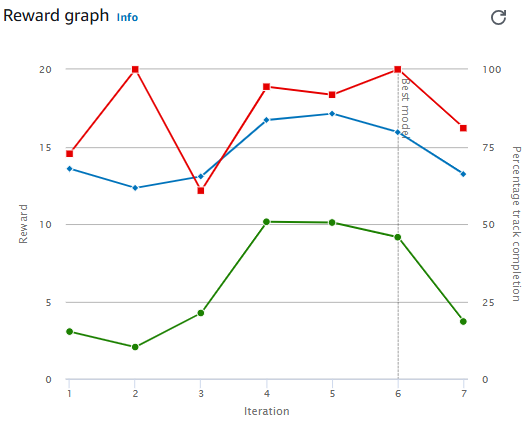 Reward graph Info
20
15
10
5
0
100
75
50
25
0
Reward
Percentage track completion
Best model
1 2 3 4 5 6 7
Iteration